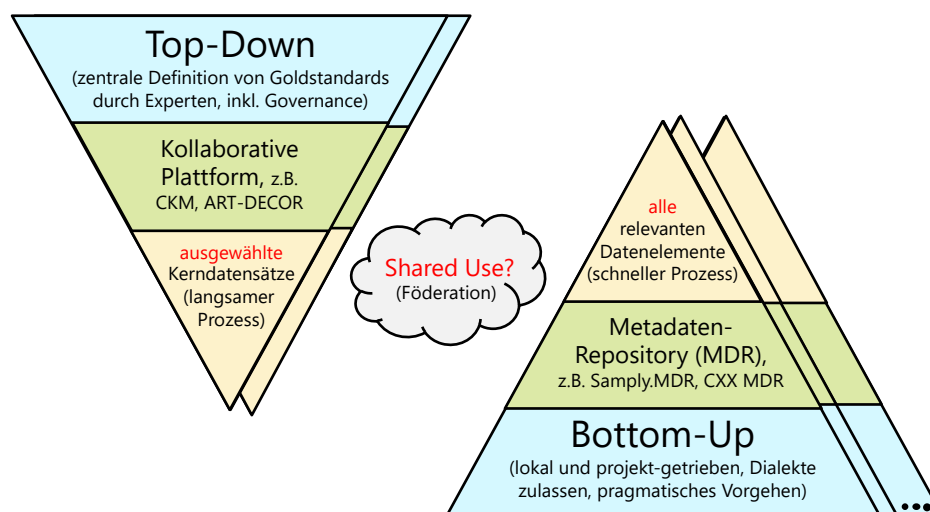 Top-Down
(zentrale Definition von Goldstandards
durch Experten, inkl. Governance)
Kollaborative
Plattform, z.B.
CKM, ART-DECOR
ausgewählte
Kerndatensätze
(langsamer
Prozess)
Shared Use?
(Föderation)
alle
relevanten
Datenelemente
(schneller Prozess)
Metadaten-
Repository (MDR),
z.B. Samply.MDR, CXX MDR
Bottom-Up
(lokal und projekt-getrieben, Dialekte
zulassen, pragmatisches Vorgehen)
...